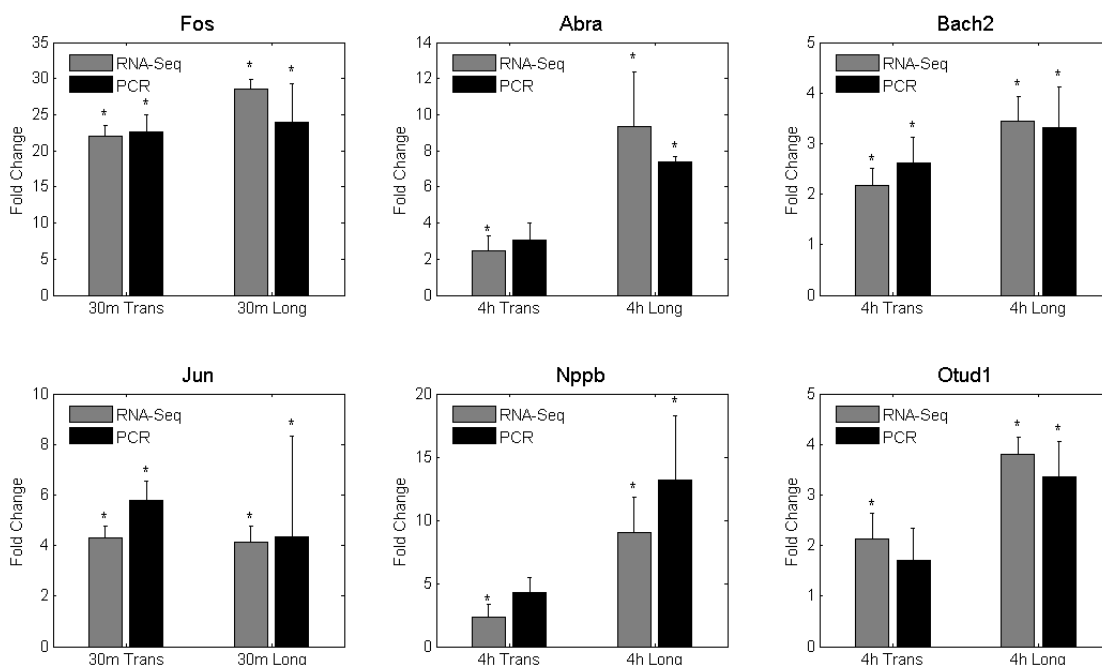 Fos
35
30
25
20
15
10
5
0
Fold Change
RNA-Seq
PCR
* * * *
30m Trans 30m Long
Abra
14
12
10
8
6
4
2
0
Fold Change
RNA-Seq
PCR
* * *
4h Trans 4h Long
Bach2
5
4
3
2
1
0
Fold Change
RNA-Seq
PCR
* * * *
4h Trans 4h Long
Jun
10
8
6
4
2
0
Fold Change
RNA-Seq
PCR
* * * *
30m Trans 30m Long
Nppb
20
15
10
5
0
Fold Change
RNA-Seq
PCR
* * *
4h Trans 4h Long
Otud1
5
4
3
2
1
0
Fold Change
RNA-Seq
PCR
* * *
4h Trans 4h Long